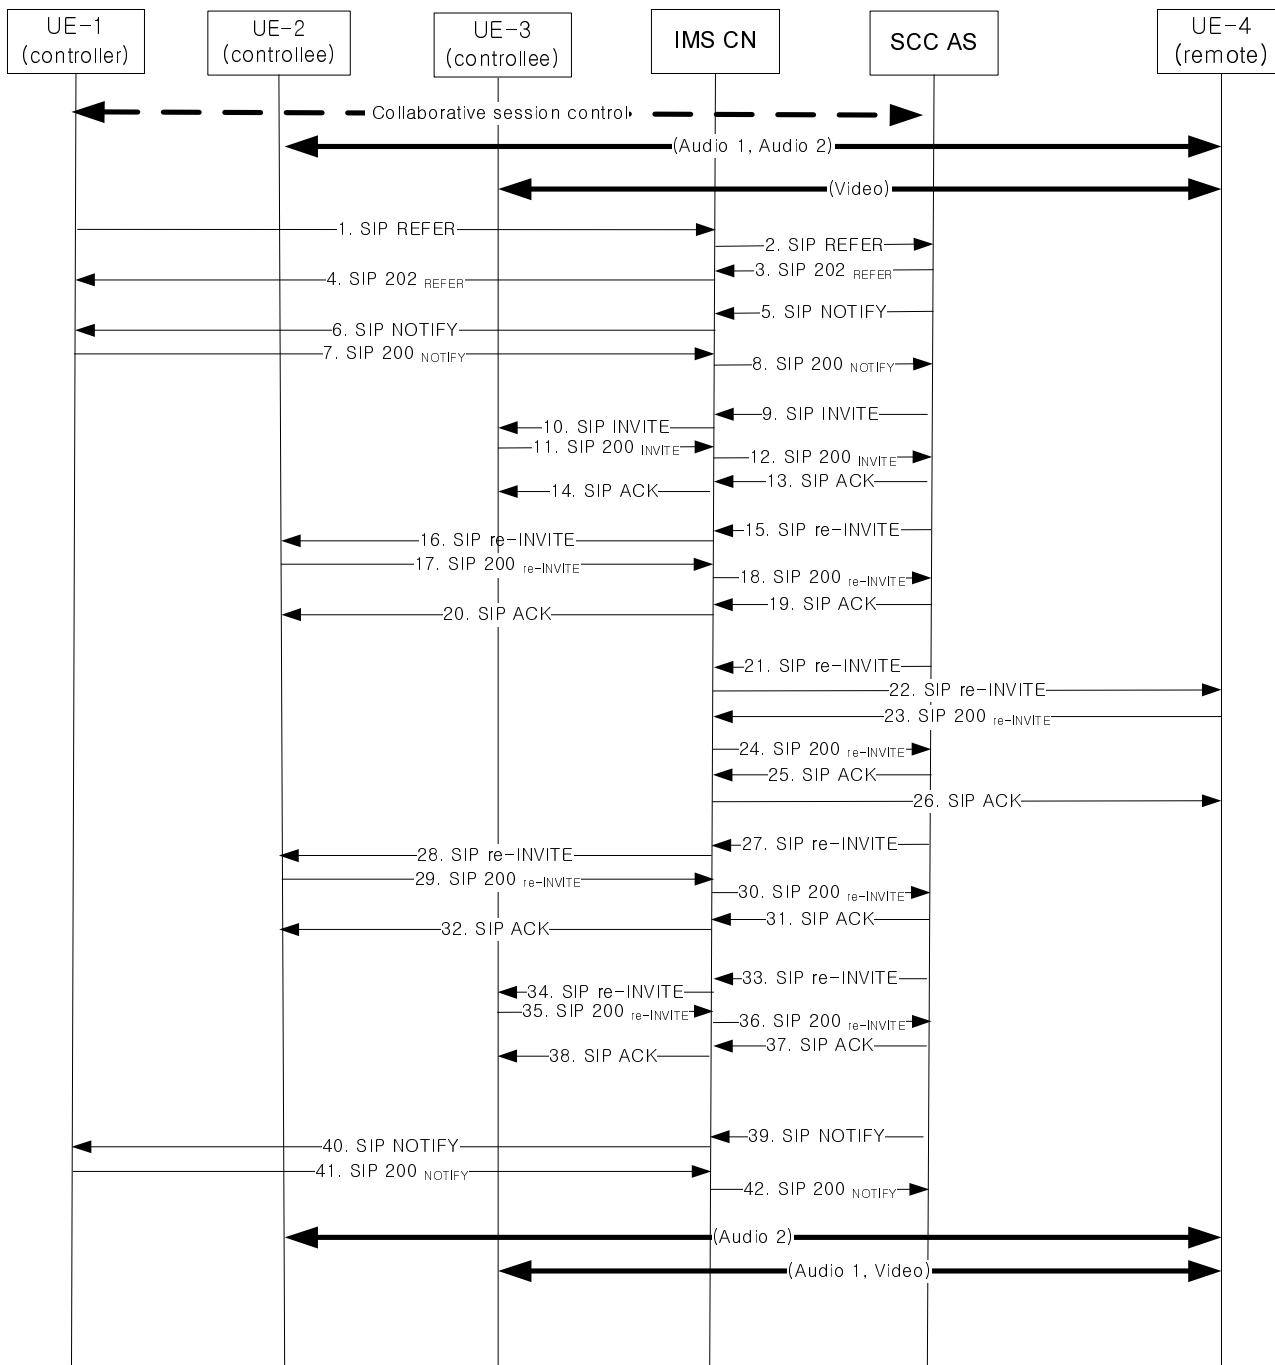 UE-1
(controller)
UE-2
(controllee)
UE-3
(controllee)
IMS CN
SCC AS
UE-4
(remote)
Collaborative session control
(Audio 1, Audio 2)
(Video)
1. SIP REFER
2. SIP REFER
3. SIP 202 REFER
4. SIP 202 REFER
5. SIP NOTIFY
6. SIP NOTIFY
7. SIP 200 NOTIFY
8. SIP 200 NOTIFY
9. SIP INVITE
10. SIP INVITE
11. SIP 200 INVITE
12. SIP 200 INVITE
13. SIP ACK
14. SIP ACK
15. SIP re-INVITE
16. SIP re-INVITE
17. SIP 200 re-INVITE
18. SIP 200 re-INVITE
19. SIP ACK
20. SIP ACK
21. SIP re-INVITE
22. SIP re-INVITE
23. SIP 200 re-INVITE
24. SIP 200 re-INVITE
25. SIP ACK
26. SIP ACK
27. SIP re-INVITE
28. SIP re-INVITE
29. SIP 200 re-INVITE
30. SIP 200 re-INVITE
31. SIP ACK
32. SIP ACK
33. SIP re-INVITE
34. SIP re-INVITE
35. SIP 200 re-INVITE
36. SIP 200 re-INVITE
37. SIP ACK
38. SIP ACK
39. SIP NOTIFY
40. SIP NOTIFY
41. SIP 200 NOTIFY
42. SIP 200 NOTIFY
(Audio 2)
(Audio 1, Video)